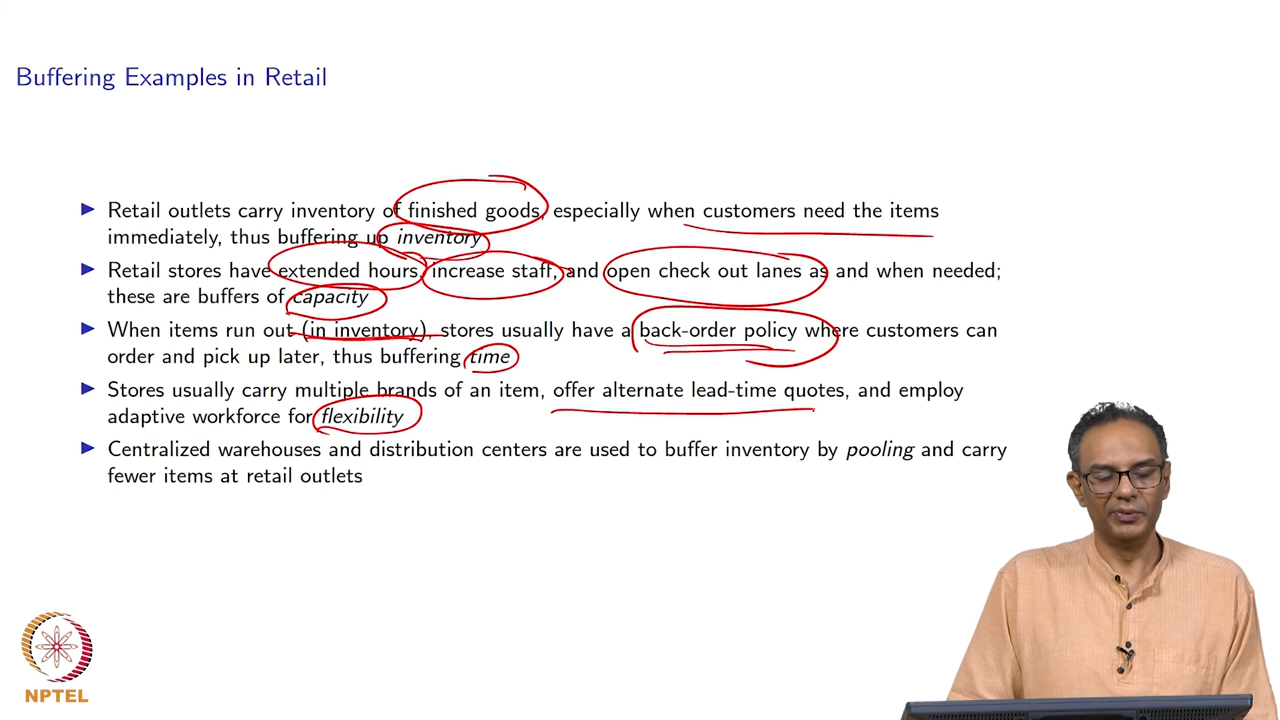 Buffering Examples in Retail
▶ Retail outlets carry inventory of finished goods, especially when customers need the items
immediately, thus buffering up inventory
▶ Retail stores have extended hours, increase staff, and open check out lanes as and when needed;
these are buffers of capacity
▶ When items run out (in inventory), stores usually have a back-order policy where customers can
order and pick up later, thus buffering time
▶ Stores usually carry multiple brands of an item, offer alternate lead-time quotes, and employ
adaptive workforce for flexibility
▶ Centralized warehouses and distribution centers are used to buffer inventory by pooling and carry
fewer items at retail outlets
NPTEL